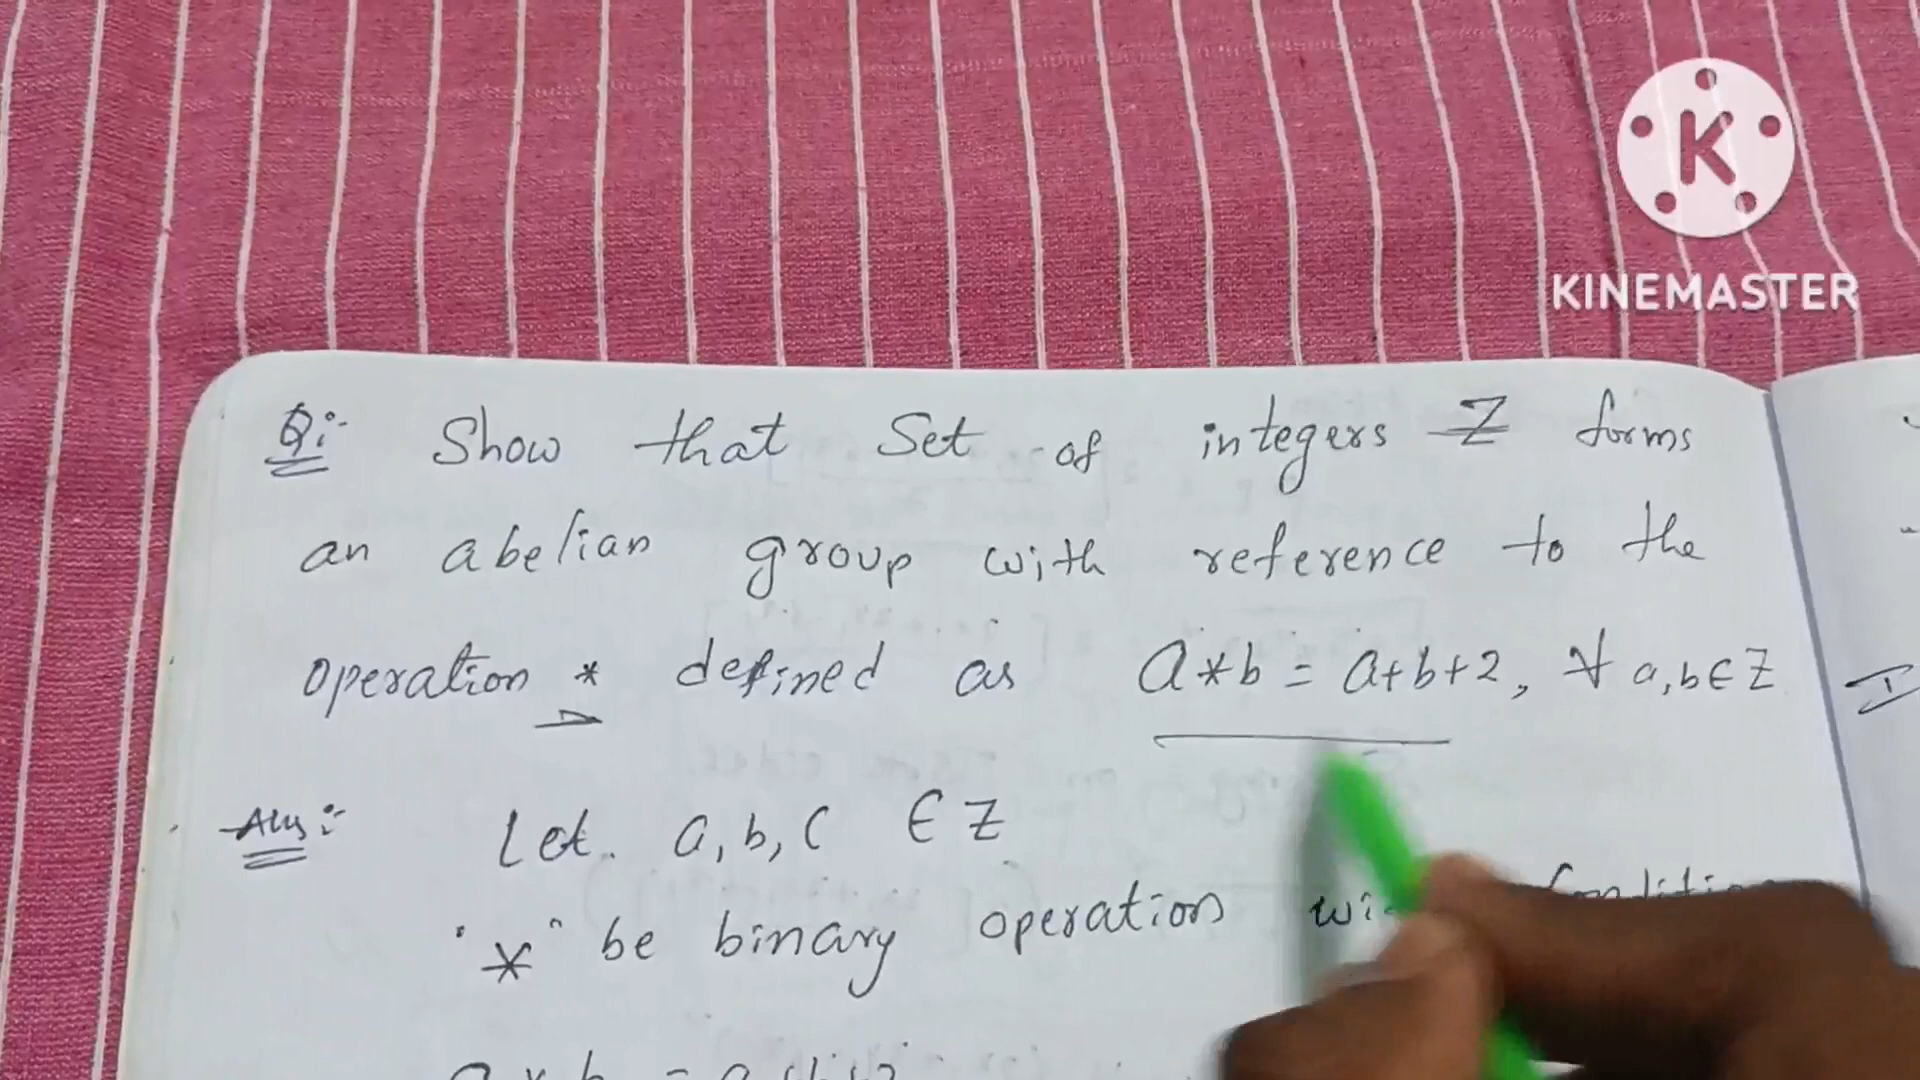 KINEMASTER
Q:- Show that Set of integers Z forms
an abelian group with reference to the
operation * defined as a*b = a+b+2, ∀ a,b∈Z
Ans:- Let. a,b,c ∈ Z
"*" be binary operation
a*b = a+b+2